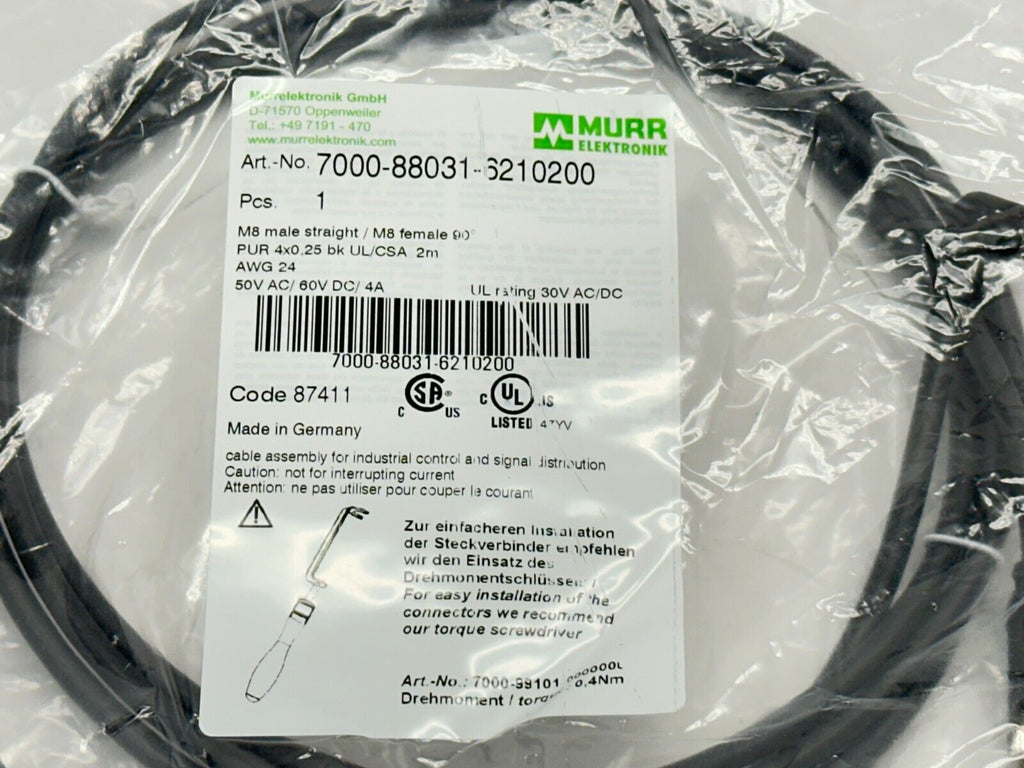 Murrelektronik GmbH
D-71570 Oppenweiler
Tel.: +49 7191 - 470
www.murrelektronik.com
MURR
ELEKTRONIK
Art.-No. 7000-88031-6210200
Pcs. 1
M8 male straight / M8 female 90°
PUR 4x0,25 bk UL/CSA 2m
AWG 24
50V AC/ 60V DC/ 4A UL rating 30V AC/DC
7000-88031-6210200
Code 87411
C SA ® US
C UL
LISTED
Made in Germany
cable assembly for industrial control and signal distribution
Caution: not for interrupting current
Attention: ne pas utiliser pour couper le courant
Zur einfacheren Installation
der Steckverbinder empfehlen
wir den Einsatz des
Drehmomentschlüssels /
For easy installation of the
connectors we recommend
our torque screwdriver
Art.-No.: 7000-99101
Drehmoment / torque 0,4Nm